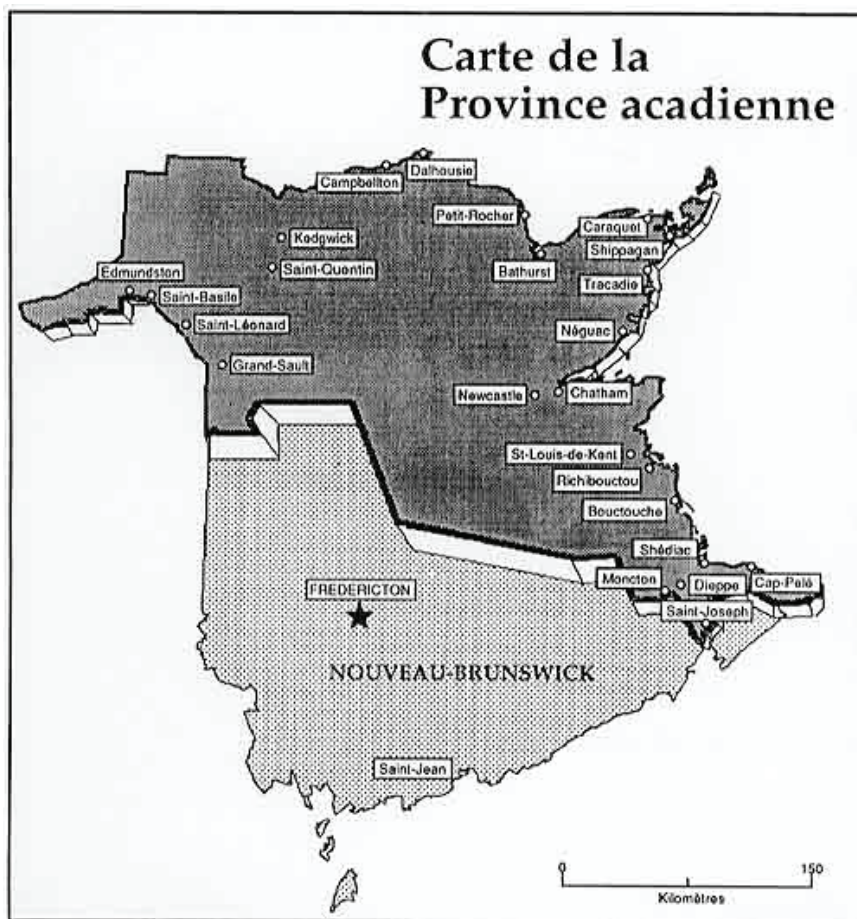 Carte de la
Province acadienne
Campbellton
Dalhousie
Petit-Rocher
Caraquet
Kedgwick
Shippagan
Bathurst
Saint-Quentin
Edmundston
Tracadie
Saint-Basile
Saint-Léonard
Néguac
Grand-Sault
Newcastle
Chatham
St-Louis-de-Kent
Richibouctou
Bouctouche
Shédiac
Moncton
Dieppe
Cap-Pelé
FREDERICTON
Saint-Joseph
NOUVEAU-BRUNSWICK
Saint-Jean
0
150
Kilomètres